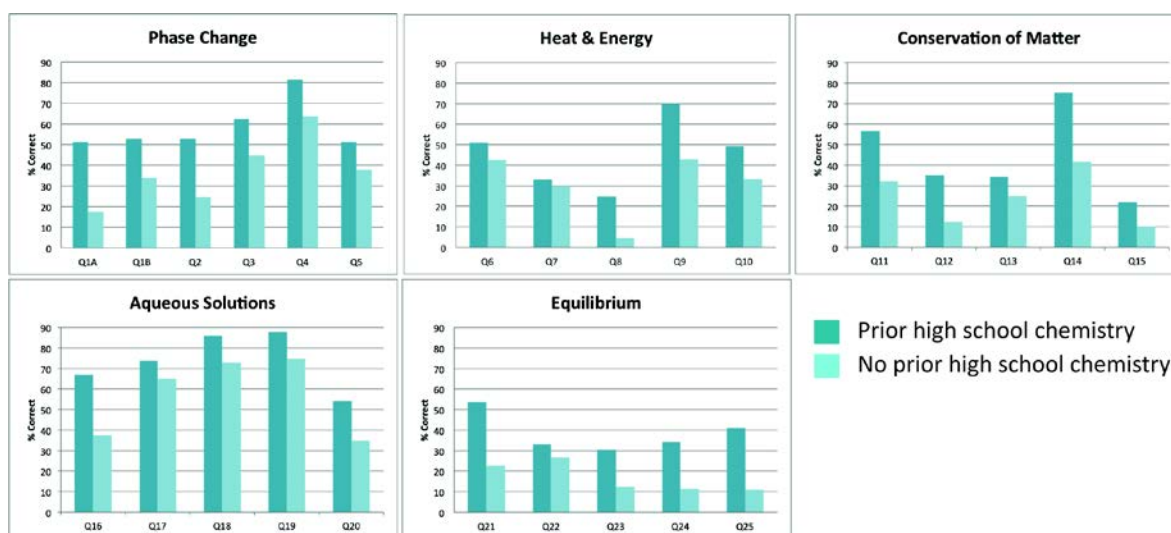 Phase Change
% Correct
90
80
70
60
50
40
30
20
10
0
Q1A Q1B Q2 Q3 Q4 Q5
Heat & Energy
% Correct
90
80
70
60
50
40
30
20
10
0
Q6 Q7 Q8 Q9 Q10
Conservation of Matter
% Correct
90
80
70
60
50
40
30
20
10
0
Q11 Q12 Q13 Q14 Q15
Aqueous Solutions
% Correct
90
80
70
60
50
40
30
20
10
0
Q16 Q17 Q18 Q19 Q20
Equilibrium
% Correct
90
80
70
60
50
40
30
20
10
0
Q21 Q22 Q23 Q24 Q25
Prior high school chemistry
No prior high school chemistry